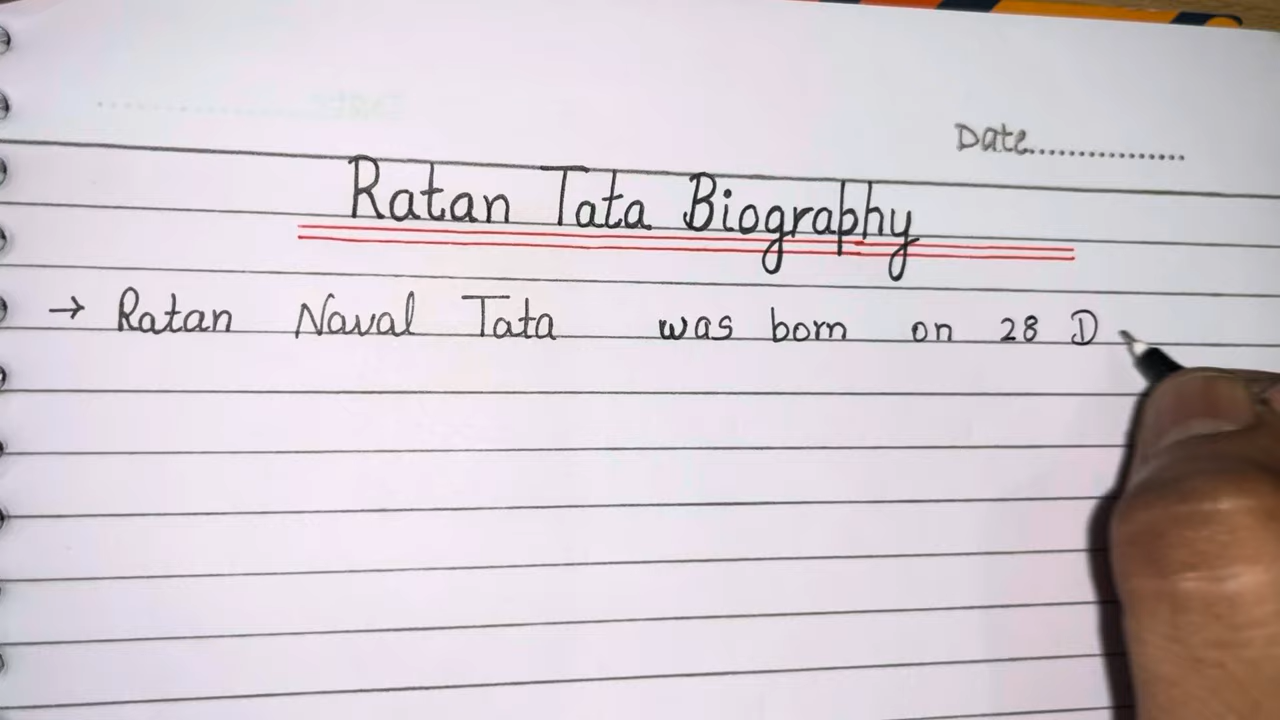 Date................
Ratan Tata Biography
→ Ratan Naval Tata was born on 28 D